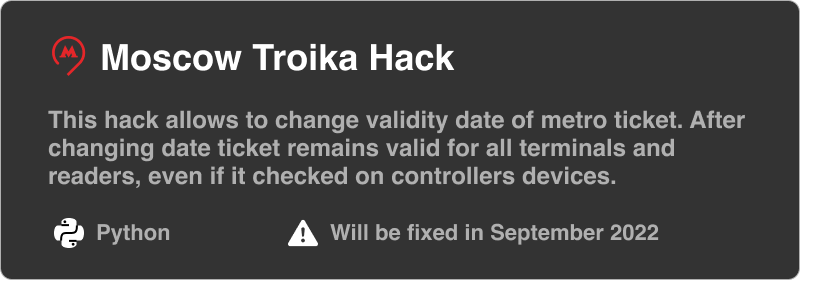 Moscow Troika Hack
This hack allows to change validity date of metro ticket. After
changing date ticket remains valid for all terminals and
readers, even if it checked on controllers devices.
Python
Will be fixed in September 2022